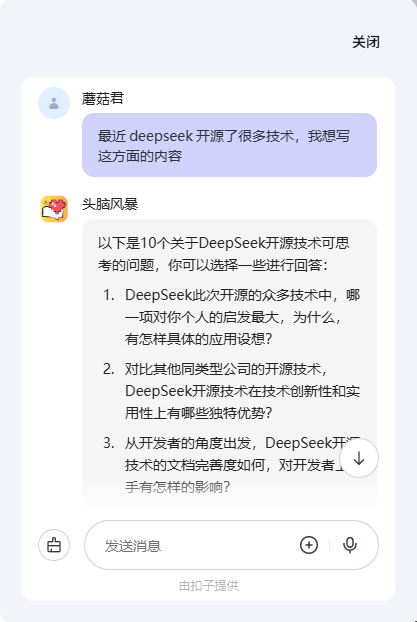 关闭
蘑菇君
最近 deepseek 开源了很多技术，我想写
这方面的内容
头脑风暴
以下是10个关于DeepSeek开源技术可思
考的问题，你可以选择一些进行回答：
1. DeepSeek此次开源的众多技术中，哪
一项对你个人的启发最大，为什么，
有怎样具体的应用设想？
2. 对比其他同类型公司的开源技术，
DeepSeek开源技术在技术创新性和实
用性上有哪些独特优势？
3. 从开发者的角度出发，DeepSeek开源
技术的文档完善度如何，对开发者上
手有怎样的影响？
发送消息
由扣子提供